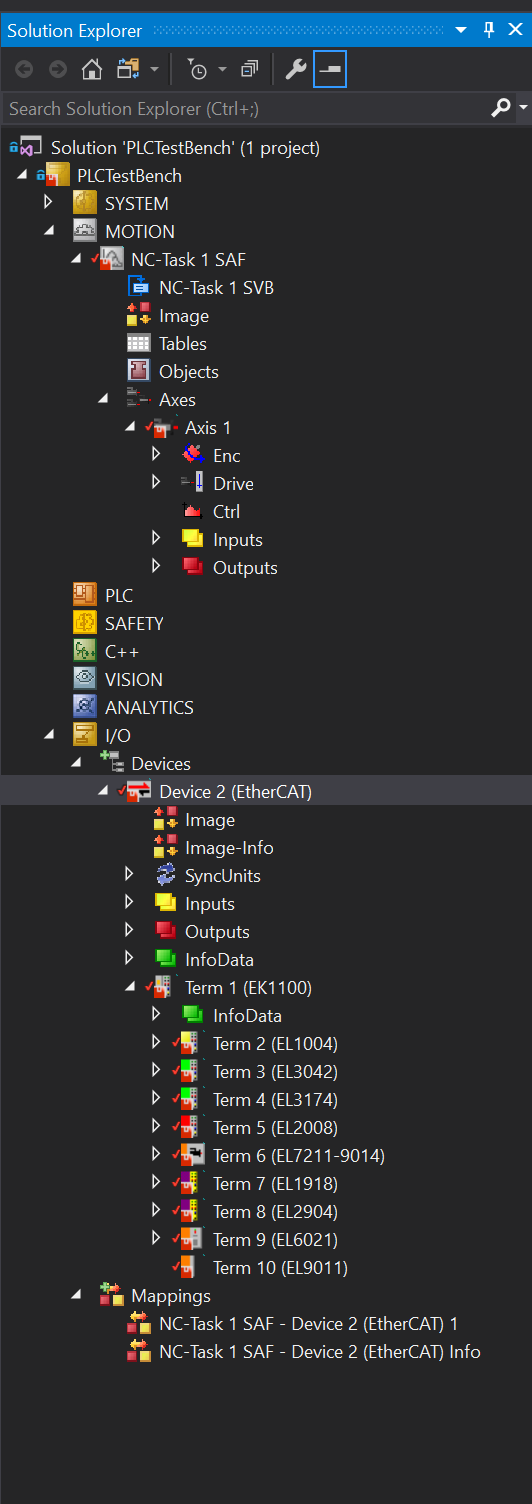 Solution Explorer
Search Solution Explorer (Ctrl+;)
Solution 'PLCTestBench' (1 project)
PLCTestBench
SYSTEM
MOTION
NC-Task 1 SAF
NC-Task 1 SVB
Image
Tables
Objects
Axes
Axis 1
Enc
Drive
Ctrl
Inputs
Outputs
PLC
SAFETY
C++
VISION
ANALYTICS
I/O
Devices
Device 2 (EtherCAT)
Image
Image-Info
SyncUnits
Inputs
Outputs
InfoData
Term 1 (EK1100)
InfoData
Term 2 (EL1004)
Term 3 (EL3042)
Term 4 (EL3174)
Term 5 (EL2008)
Term 6 (EL7211-9014)
Term 7 (EL1918)
Term 8 (EL2904)
Term 9 (EL6021)
Term 10 (EL9011)
Mappings
NC-Task 1 SAF - Device 2 (EtherCAT) 1
NC-Task 1 SAF - Device 2 (EtherCAT) Info